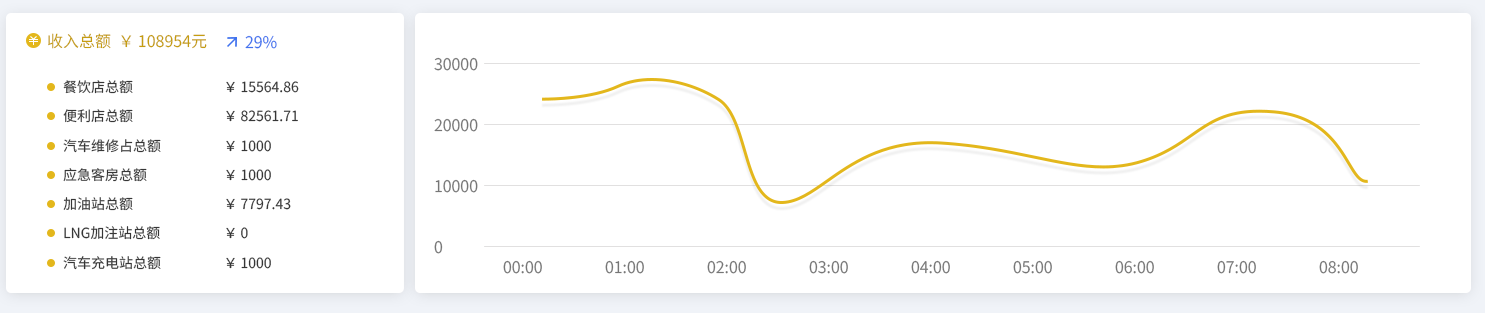 收入总额 ￥ 108954元 29%
餐饮店总额 ￥ 15564.86
便利店总额 ￥ 82561.71
汽车维修占总额 ￥ 1000
应急客房总额 ￥ 1000
加油站总额 ￥ 7797.43
LNG加注站总额 ￥ 0
汽车充电站总额 ￥ 1000
30000
20000
10000
0
00:00 01:00 02:00 03:00 04:00 05:00 06:00 07:00 08:00